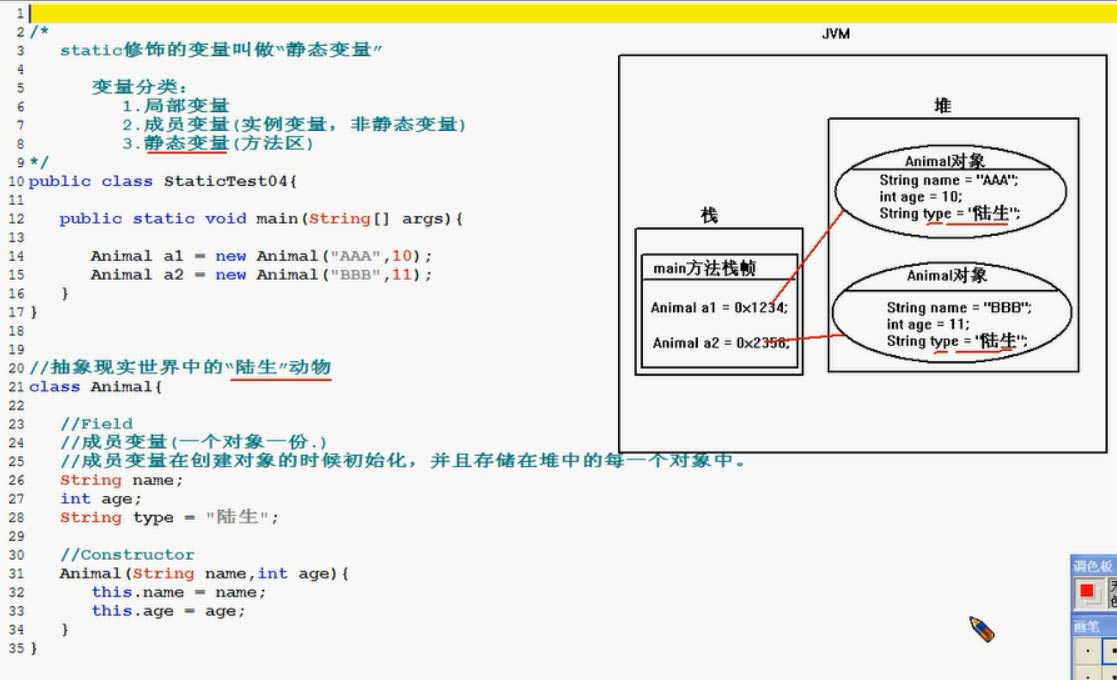 1
2 /*
3 static修饰的变量叫做“静态变量”
4
5 变量分类：
6 1.局部变量
7 2.成员变量(实例变量，非静态变量)
8 3.静态变量(方法区)
9 */
10 public class StaticTest04{
11
12 public static void main(String[] args){
13
14 Animal a1 = new Animal("AAA",10);
15 Animal a2 = new Animal("BBB",11);
16 }
17 }
18
19
20 //抽象现实世界中的“陆生”动物
21 class Animal{
22
23 //Field
24 //成员变量(一个对象一份.)
25 //成员变量在创建对象的时候初始化，并且存储在堆中的每一个对象中。
26 String name;
27 int age;
28 String type = "陆生";
29
30 //Constructor
31 Animal(String name,int age){
32 this.name = name;
33 this.age = age;
34 }
35 }
JVM
栈
main方法栈帧
Animal a1 = 0x1234;
Animal a2 = 0x2356;
堆
Animal对象
String name = "AAA";
int age = 10;
String type = "陆生";
Animal对象
String name = "BBB";
int age = 11;
String type = "陆生";
调色板
画笔